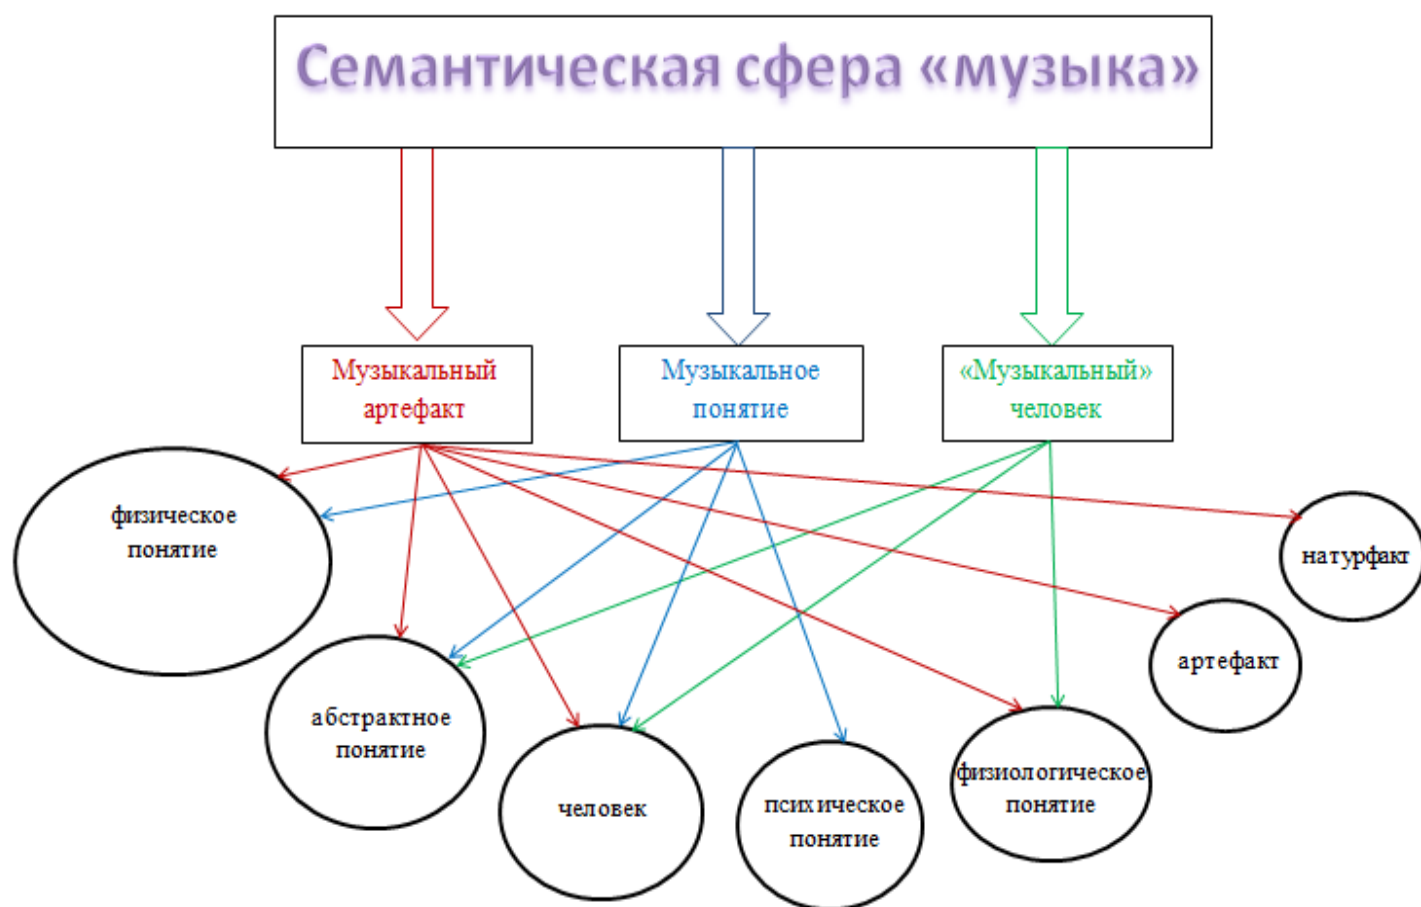 Семантическая сфера «музыка»
Музыкальный
артефакт
Музыкальное
понятие
«Музыкальный»
человек
физическое
понятие
абстрактное
понятие
человек
психическое
понятие
физиологическое
понятие
артефакт
натурфакт